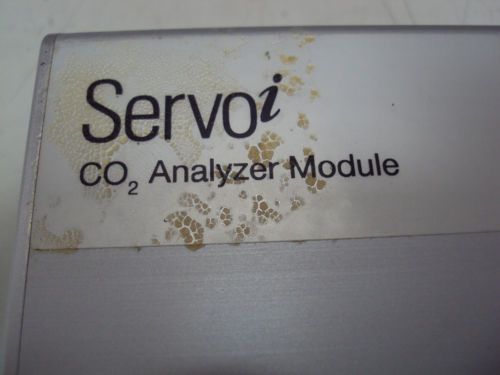 Servoi
CO₂ Analyzer Module